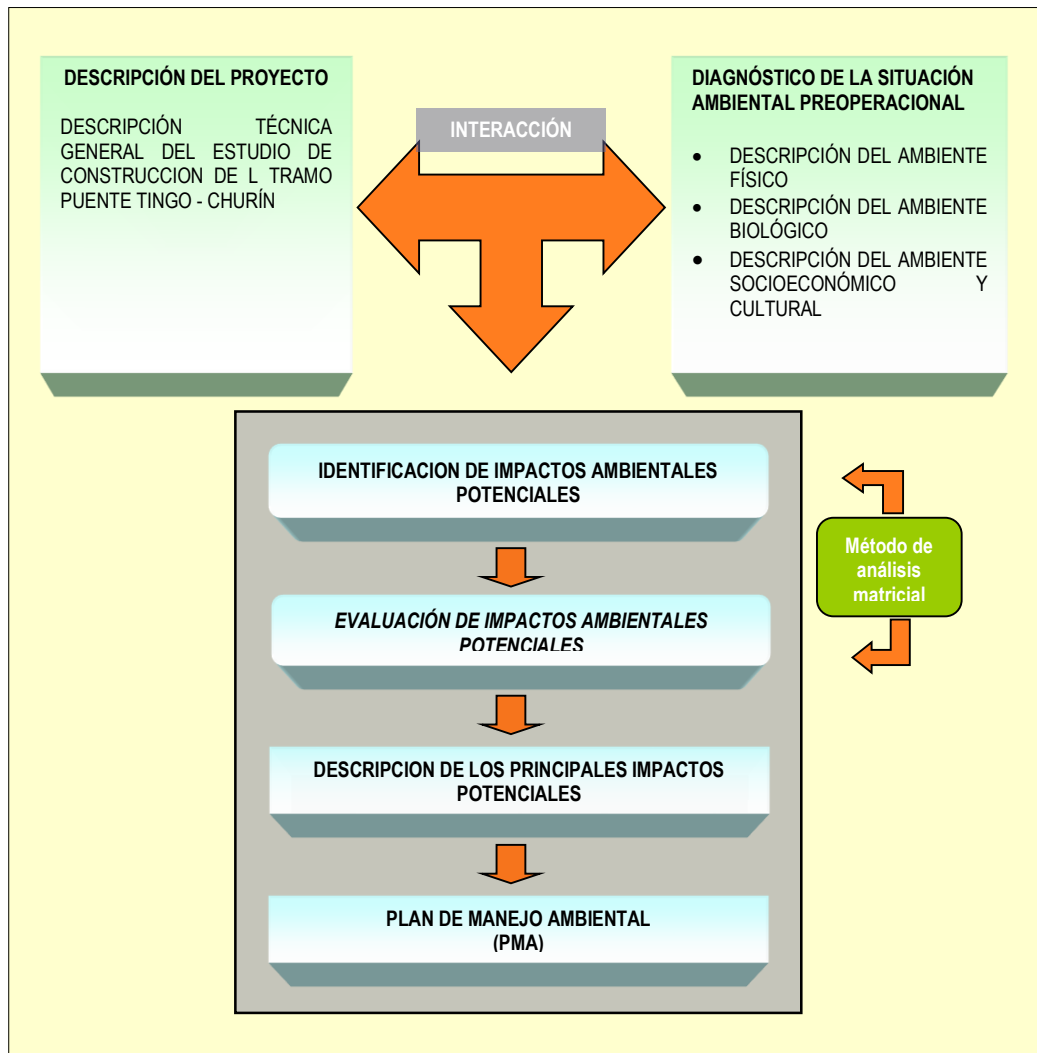 DESCRIPCIÓN DEL PROYECTO
DESCRIPCIÓN TÉCNICA
GENERAL DEL ESTUDIO DE
CONSTRUCCION DE L TRAMO
PUENTE TINGO - CHURÍN
INTERACCIÓN
DIAGNÓSTICO DE LA SITUACIÓN
AMBIENTAL PREOPERACIONAL
• DESCRIPCIÓN DEL AMBIENTE
FÍSICO
• DESCRIPCIÓN DEL AMBIENTE
BIOLÓGICO
• DESCRIPCIÓN DEL AMBIENTE
SOCIOECONÓMICO Y
CULTURAL
IDENTIFICACION DE IMPACTOS AMBIENTALES
POTENCIALES
EVALUACIÓN DE IMPACTOS AMBIENTALES
POTENCIALES
Método de
análisis
matricial
DESCRIPCION DE LOS PRINCIPALES IMPACTOS
POTENCIALES
PLAN DE MANEJO AMBIENTAL
(PMA)